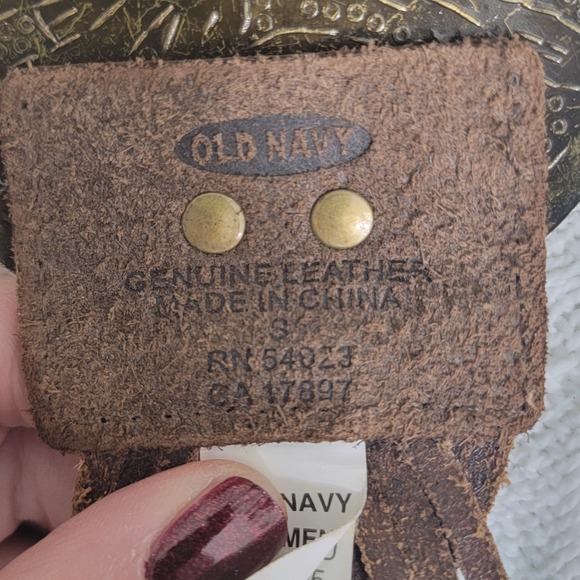 OLD NAVY
GENUINE LEATHER
MADE IN CHINA
S
RN 54023
CA 17897
NAVY